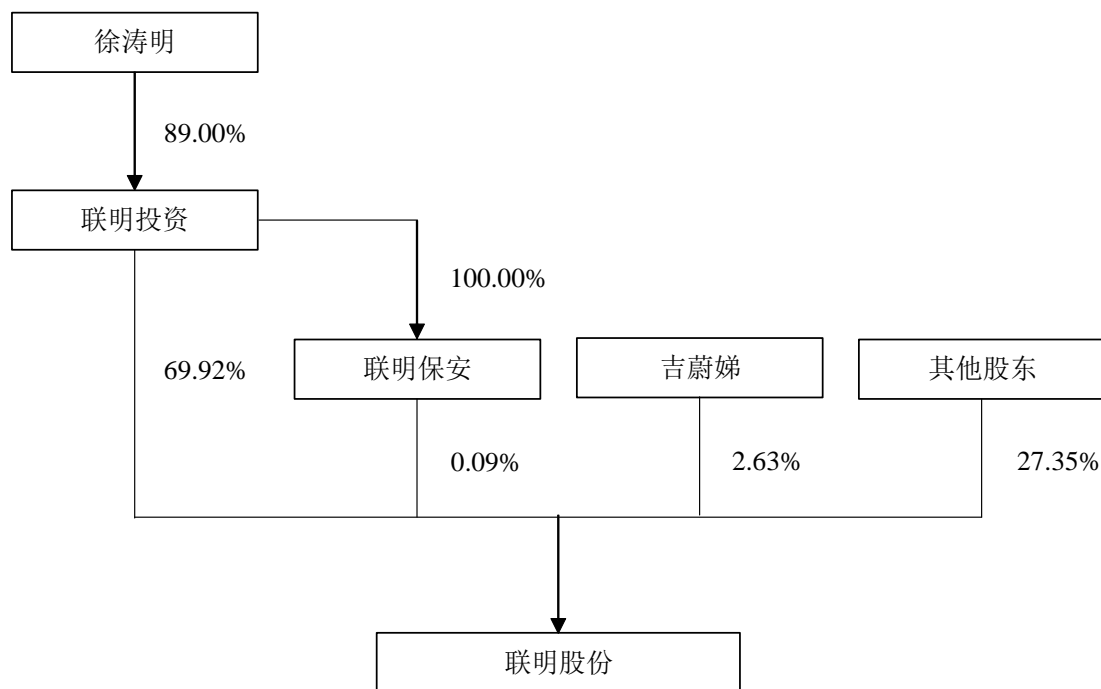 徐涛明
89.00%
联明投资
100.00%
69.92%
联明保安
吉蔚娣
其他股东
0.09%
2.63%
27.35%
联明股份